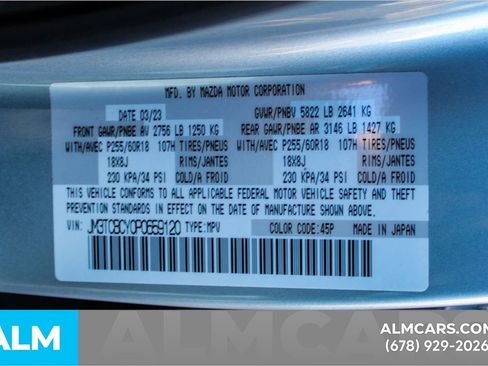 MFG. BY MAZDA MOTOR CORPORATION
DATE 03/23 GVWR/PNBV 5822 LB 2641 KG
FRONT GAWR/PNBE AV 2756 LB 1250 KG REAR GAWR/PNBE AR 3146 LB 1427 KG
WITH/AVEC P255/60R18 107H TIRES/PNEUS WITH/AVEC P255/60R18 107H TIRES/PNEUS
18X8J RIMS/JANTES 18X8J RIMS/JANTES
230 KPA/34 PSI COLD/A FROID 230 KPA/34 PSI COLD/A FROID
THIS VEHICLE CONFORMS TO ALL APPLICABLE FEDERAL MOTOR VEHICLE SAFETY AND THEFT
PREVENTION STANDARDS IN EFFECT ON THE DATE OF MANUFACTURE SHOWN ABOVE.
VIN: TYPE: MPV COLOR CODE: 45P MADE IN JAPAN
ALM
ALMCARS
ALMCARS.COM
(678) 929-2026